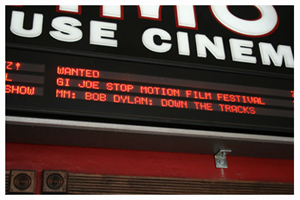 USE CINEM
Z↑ WANTED
L GI JOE STOP MOTION FILM FESTIVAL
SHOW MM: BOB DYLAN: DOWN THE TRACKS